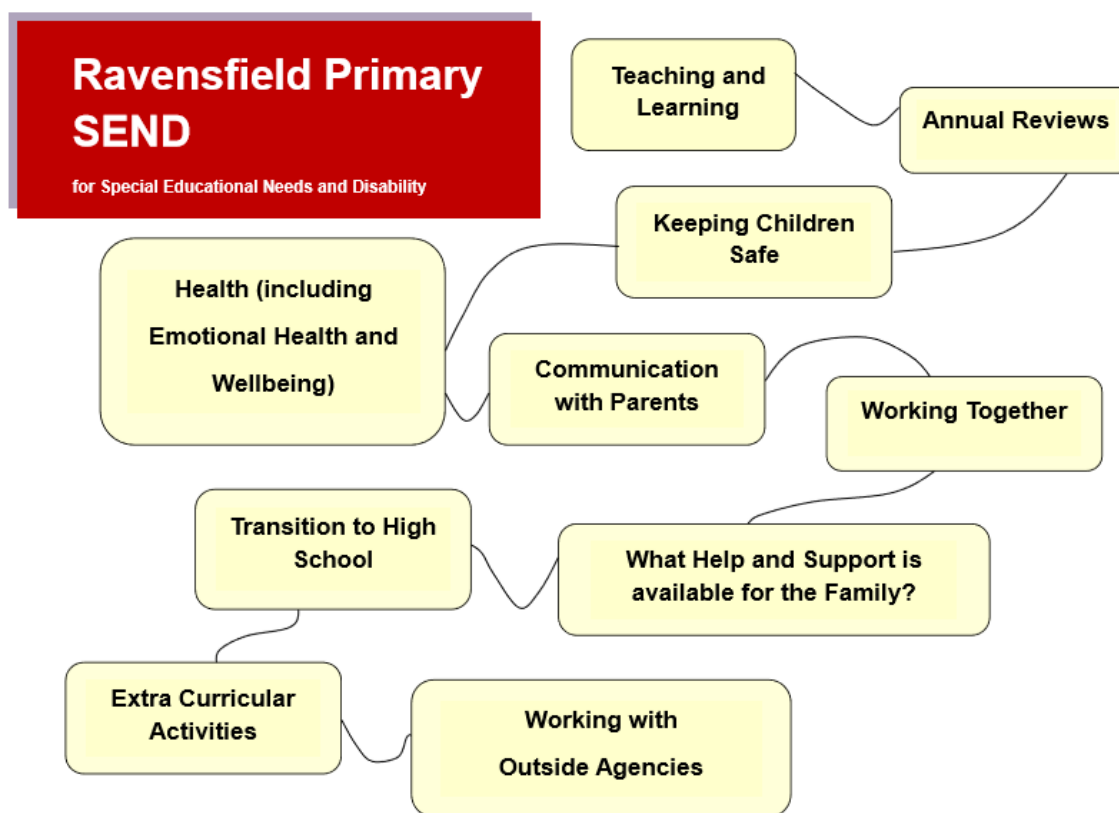 Ravensfield Primary
SEND
for Special Educational Needs and Disability
Teaching and
Learning
Annual Reviews
Keeping Children
Safe
Health (including
Emotional Health and
Wellbeing)
Communication
with Parents
Working Together
What Help and Support is
available for the Family?
Transition to High
School
Extra Curricular
Activities
Working with
Outside Agencies